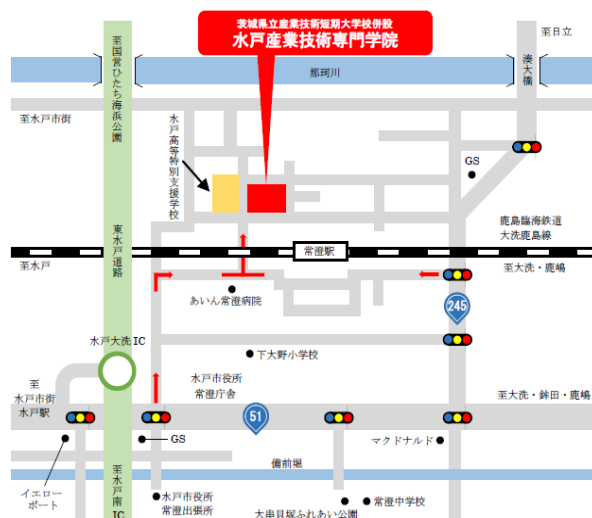 茨城県立産業技術短期大学校併設
水戸産業技術専門学院
至日立
至国営ひたち海浜公園
那珂川
湊大橋
至水戸市街
水戸高等特別支援学校
GS
鹿島臨海鉄道
大洗鹿島線
東水戸道路
常澄駅
至水戸
至大洗・鹿嶋
あいん常澄病院
245
水戸大洗IC
下大野小学校
至
水戸市街
水戸駅
水戸市役所
常澄庁舎
至大洗・鉾田・鹿嶋
51
GS
マクドナルド
備前堀
イエロー
ポート
至水戸南IC
水戸市役所
常澄出張所
大串貝塚ふれあい公園
常澄中学校